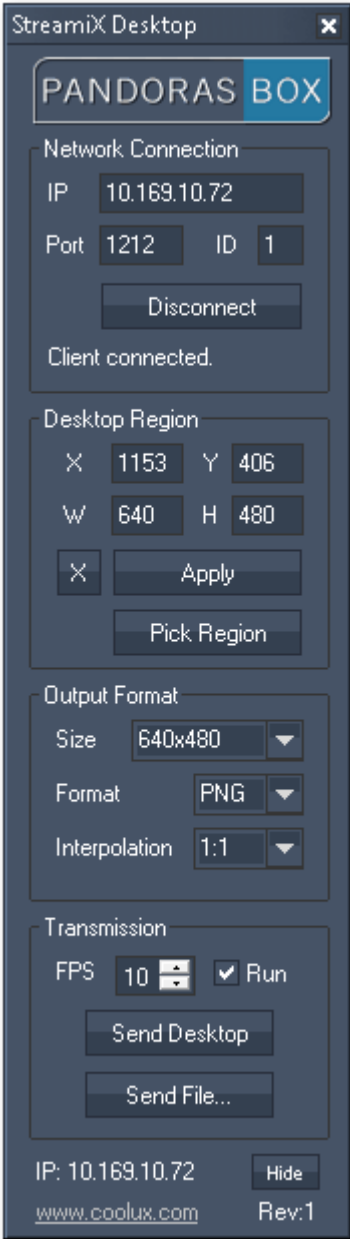 StreamiX Desktop
PANDORAS BOX
Network Connection
IP 10.169.10.72
Port 1212 ID 1
Disconnect
Client connected.
Desktop Region
X 1153 Y 406
W 640 H 480
X Apply
Pick Region
Output Format
Size 640x480
Format PNG
Interpolation 1:1
Transmission
FPS 10 Run
Send Desktop
Send File...
IP: 10.169.10.72 Hide
www.coolux.com Rev:1